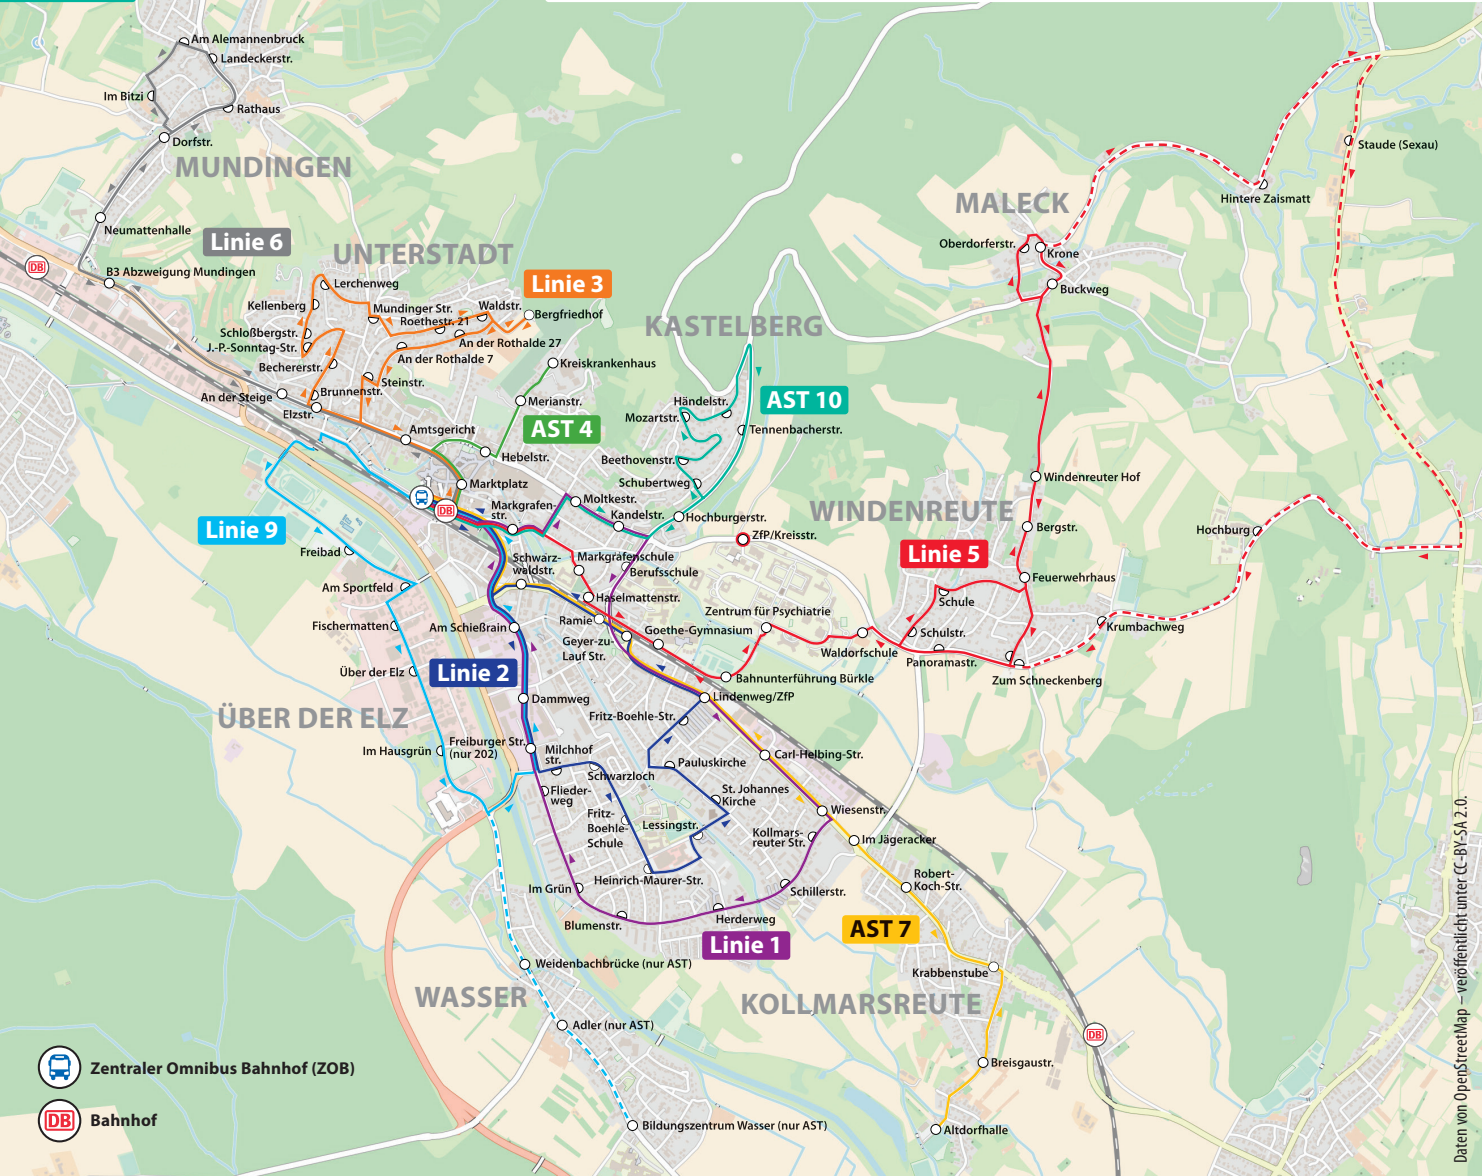 Am Alemannenbruck
Landeckerstr.
Im Bitzi
Rathaus
Dorfstr.
MUNDINGEN
Neumattenhalle
Linie 6
B3 Abzweigung Mundingen
DB
UNTERSTADT
Linie 3
Lerchenweg
Kellenberg
Mundinger Str.
Waldstr.
Bergfriedhof
Roethestr. 21
Schloßbergstr.
J.-P.-Sonntag-Str.
An der Rothalde 27
An der Rothalde 7
Bechererstr.
Steinstr.
Brunnenstr.
An der Steige
Elzstr.
Amtsgericht
Kreiskrankenhaus
Merianstr.
AST 4
Hebelstr.
Marktplatz
DB
KASTELBERG
AST 10
Händelstr.
Mozartstr.
Tennenbacherstr.
Beethovenstr.
Schubertweg
Moltkestr.
Kandelstr.
Hochburgerstr.
Markgrafen-
str.
ZfP/Kreisstr.
MALECK
Oberdorferstr.
Krone
Buckweg
Hintere Zaismatt
Staude (Sexau)
Windenreuter Hof
WINDENREUTE
Bergstr.
Linie 5
Hochburg
Feuerwehrhaus
Schule
Schulstr.
Krumbachweg
Panoramastr.
Zum Schneckenberg
Waldorfschule
Zentrum für Psychiatrie
Linie 9
Freibad
Am Sportfeld
Fischermatten
Über der Elz
ÜBER DER ELZ
Im Hausgrün
Schwarz-
waldstr.
Markgrafenschule
Berufsschule
Haselmattenstr.
Ramie
Am Schießrain
Geyer-zu-
Lauf Str.
Goethe-Gymnasium
Bahnunterführung Bürkle
Lindenweg/ZfP
Linie 2
Dammweg
Fritz-Boehle-Str.
Freiburger Str.
(nur 202)
Milchhof
str.
Schwarzloch
Pauluskirche
Carl-Helbing-Str.
Flieder-
weg
St. Johannes
Kirche
Fritz-
Boehle-
Schule
Lessingstr.
Kollmars-
reuter Str.
Wiesenstr.
Im Jägeracker
Heinrich-Maurer-Str.
Im Grün
Schillerstr.
Blumenstr.
Herderweg
Linie 1
Robert-
Koch-Str.
AST 7
Krabbenstube
KOLLMARSREUTE
WASSER
Weidenbachbrücke (nur AST)
Adler (nur AST)
DB
Breisgaustr.
Altdorfhalle
Bildungszentrum Wasser (nur AST)
Zentraler Omnibus Bahnhof (ZOB)
DB Bahnhof
Daten von OpenStreetMap – veröffentlicht unter CC-BY-SA 2.0.